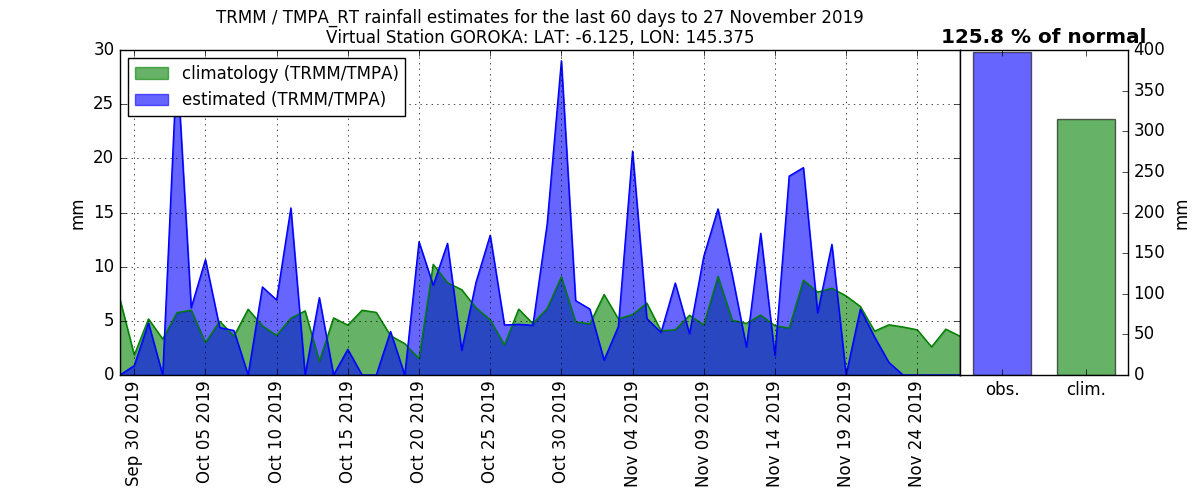 TRMM / TMPA_RT rainfall estimates for the last 60 days to 27 November 2019
Virtual Station GOROKA: LAT: -6.125, LON: 145.375
125.8 % of normal
climatology (TRMM/TMPA)
estimated (TRMM/TMPA)
mm
30
25
20
15
10
5
0
Sep 30 2019
Oct 05 2019
Oct 10 2019
Oct 15 2019
Oct 20 2019
Oct 25 2019
Oct 30 2019
Nov 04 2019
Nov 09 2019
Nov 14 2019
Nov 19 2019
Nov 24 2019
obs.
clim.
400
350
300
250
200
150
100
50
0
mm